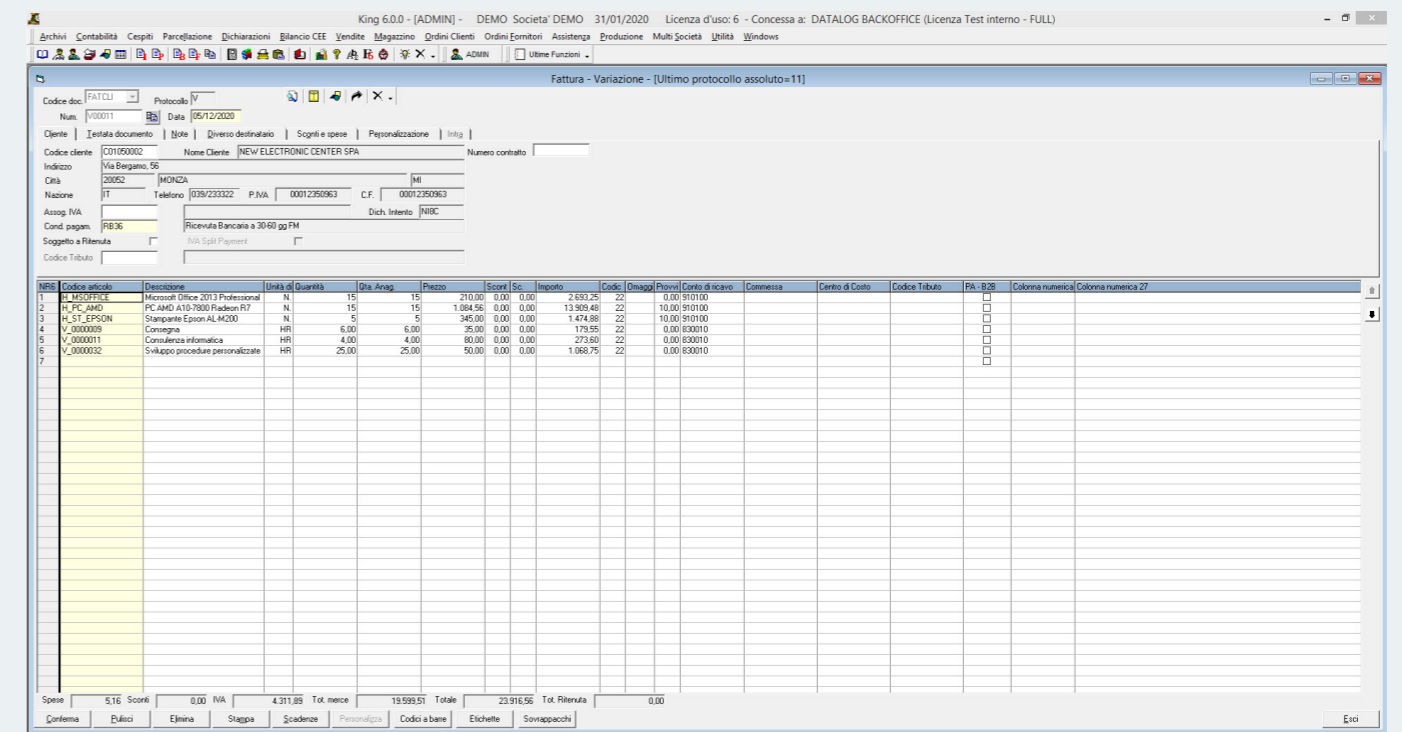 King 6.0.0 - [ADMIN] - DEMO Societa' DEMO 31/01/2020 Licenza d'uso: 6 - Concessa a: DATALOG BACKOFFICE (Licenza Test interno - FULL)
Archivi Contabilità Cespiti Parcellazione Dichiarazioni Bilancio CEE Vendite Magazzino Ordini Clienti Ordini Fornitori Assistenza Produzione Multi Società Utilità Windows
ADMIN Ultime Funzioni
Fattura - Variazione - [Ultimo protocollo assoluto=11]
Codice doc. FATCLI Protocollo V
Num. V00011 Data 05/12/2020
Cliente Testata documento Note Diverso destinatario Sconti e spese Personalizzazione Intra
Codice cliente C01050002 Nome Cliente NEW ELECTRONIC CENTER SPA Numero contratto
Indirizzo Via Bergamo, 56
Città 20052 MONZA MI
Nazione IT Telefono 039/233322 P.IVA 00012350963 C.F. 00012350963
Assog. IVA Dich. Intento NI8C
Cond. pagam. RB36 Ricevuta Bancaria a 30-60 gg FM
Soggetto a Ritenuta IVA Split Payment
Codice Tributo
NR6 Codice articolo Descrizione Unità di Quantità Qta. Anag. Prezzo Scont Sc. Importo Codic Omaggi Provvi Conto di ricavo Commessa Centro di Costo Codice Tributo PA - B2B Colonna numerica Colonna numerica 27
1 H_MSOFFICE Microsoft Office 2013 Professional N. 15 15 210,00 0,00 0,00 2.693,25 22 0,00 910100
2 H_PC_AMD PC AMD A10-7800 Radeon R7 N. 15 15 1.084,56 0,00 0,00 13.909,48 22 10,00 910100
3 H_ST_EPSON Stampante Epson AL-M200 N. 5 5 345,00 0,00 0,00 1.474,88 22 10,00 910100
4 V_0000009 Consegna HR 6,00 6,00 35,00 0,00 0,00 179,55 22 0,00 830010
5 V_0000011 Consulenza informatica HR 4,00 4,00 80,00 0,00 0,00 273,60 22 0,00 830010
6 V_0000032 Sviluppo procedure personalizzate HR 25,00 25,00 50,00 0,00 0,00 1.068,75 22 0,00 830010
7
Spese 5,16 Sconti 0,00 IVA 4.311,89 Tot. merce 19.599,51 Totale 23.916,56 Tot. Ritenuta 0,00
Conferma Pulisci Elimina Stampa Scadenze Personalizza Codici a barre Etichette Sovrappacchi Esci